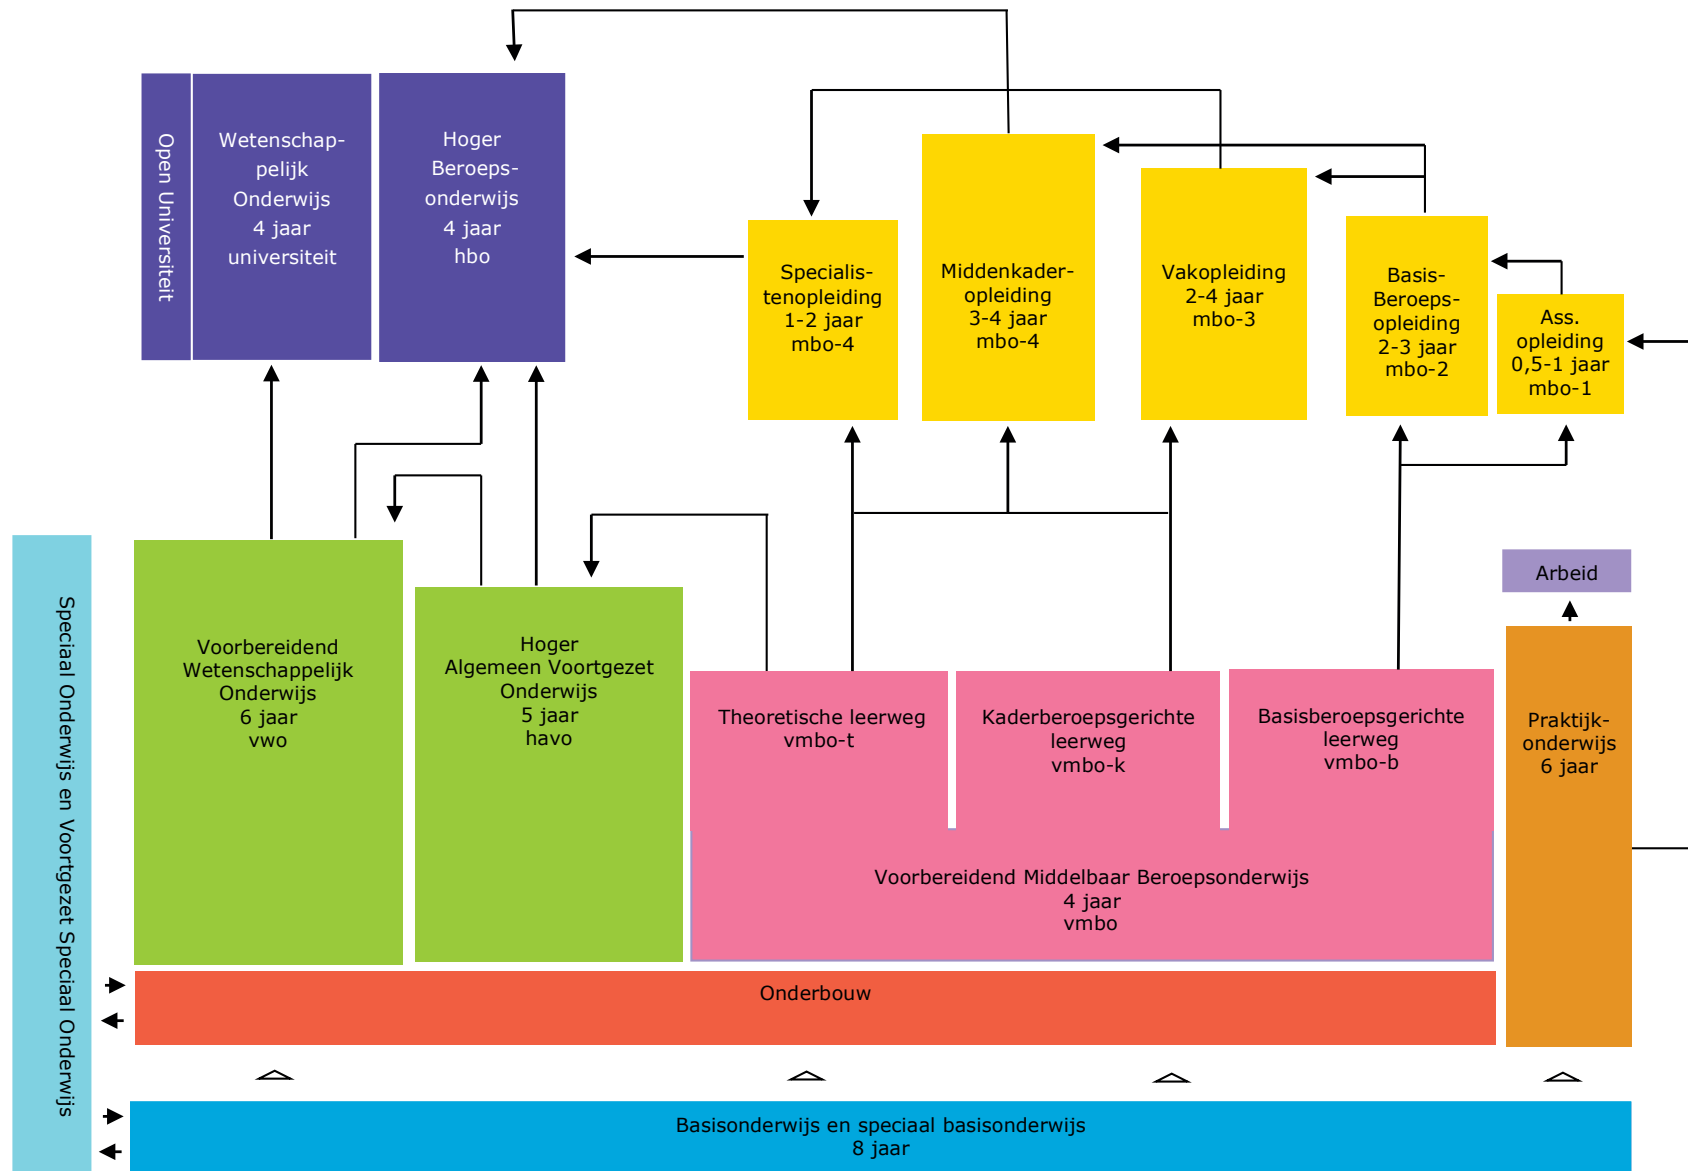 Open Universiteit
Wetenschap-
pelijk
Onderwijs
4 jaar
universiteit
Hoger
Beroeps-
onderwijs
4 jaar
hbo
Specialis-
tenopleiding
1-2 jaar
mbo-4
Middenkader-
opleiding
3-4 jaar
mbo-4
Vakopleiding
2-4 jaar
mbo-3
Basis-
Beroeps-
opleiding
2-3 jaar
mbo-2
Ass.
opleiding
0,5-1 jaar
mbo-1
Speciaal Onderwijs en Voortgezet Speciaal Onderwijs
Voorbereidend
Wetenschappelijk
Onderwijs
6 jaar
vwo
Hoger
Algemeen Voortgezet
Onderwijs
5 jaar
havo
Theoretische leerweg
vmbo-t
Kaderberoepsgerichte
leerweg
vmbo-k
Basisberoepsgerichte
leerweg
vmbo-b
Arbeid
Praktijk-
onderwijs
6 jaar
Voorbereidend Middelbaar Beroepsonderwijs
4 jaar
vmbo
Onderbouw
Basisonderwijs en speciaal basisonderwijs
8 jaar